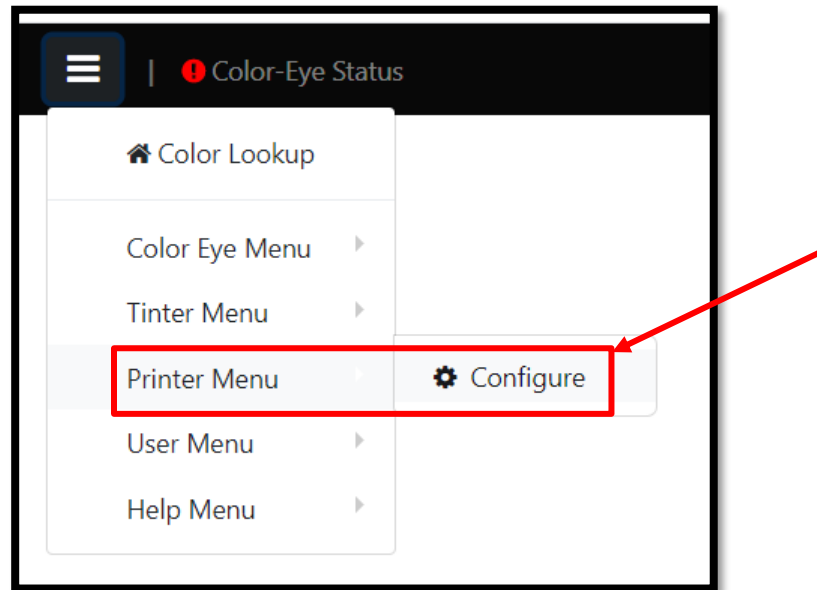 | Color-Eye Status
Color Lookup
Color Eye Menu
Tinter Menu
Printer Menu Configure
User Menu
Help Menu